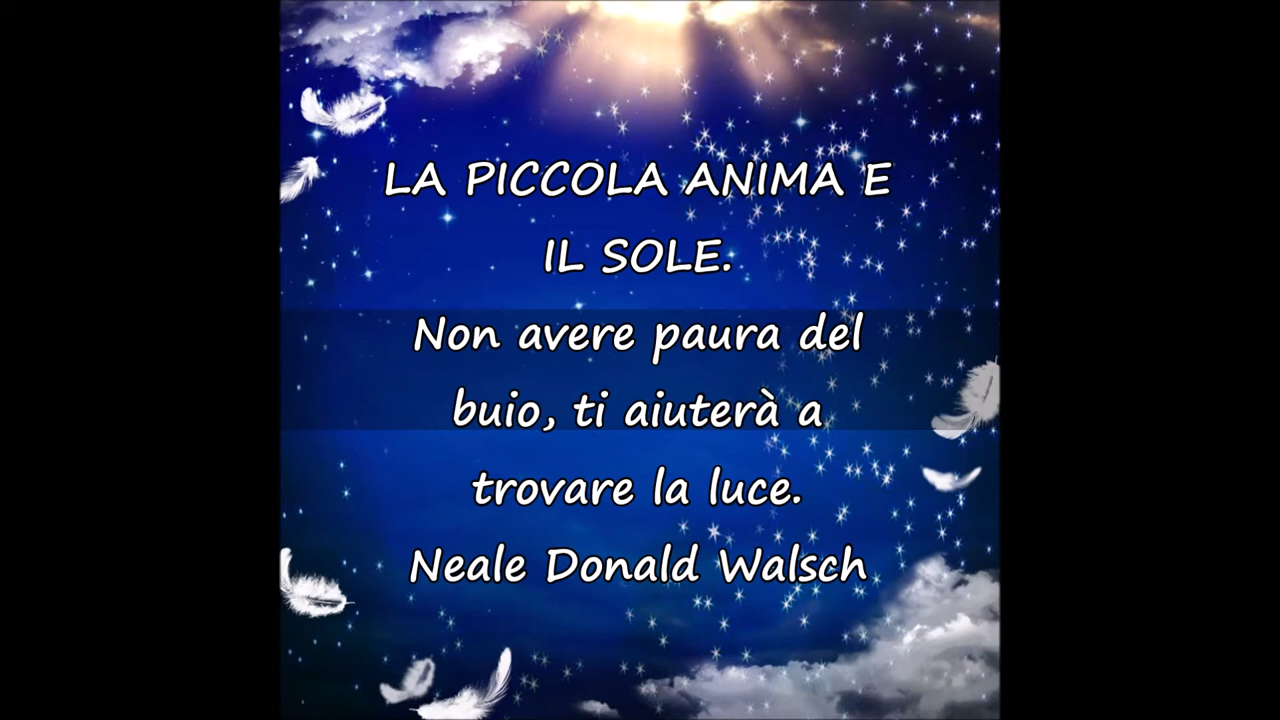 LA PICCOLA ANIMA E
IL SOLE.
Non avere paura del
buio, ti aiuterà a
trovare la luce.
Neale Donald Walsch